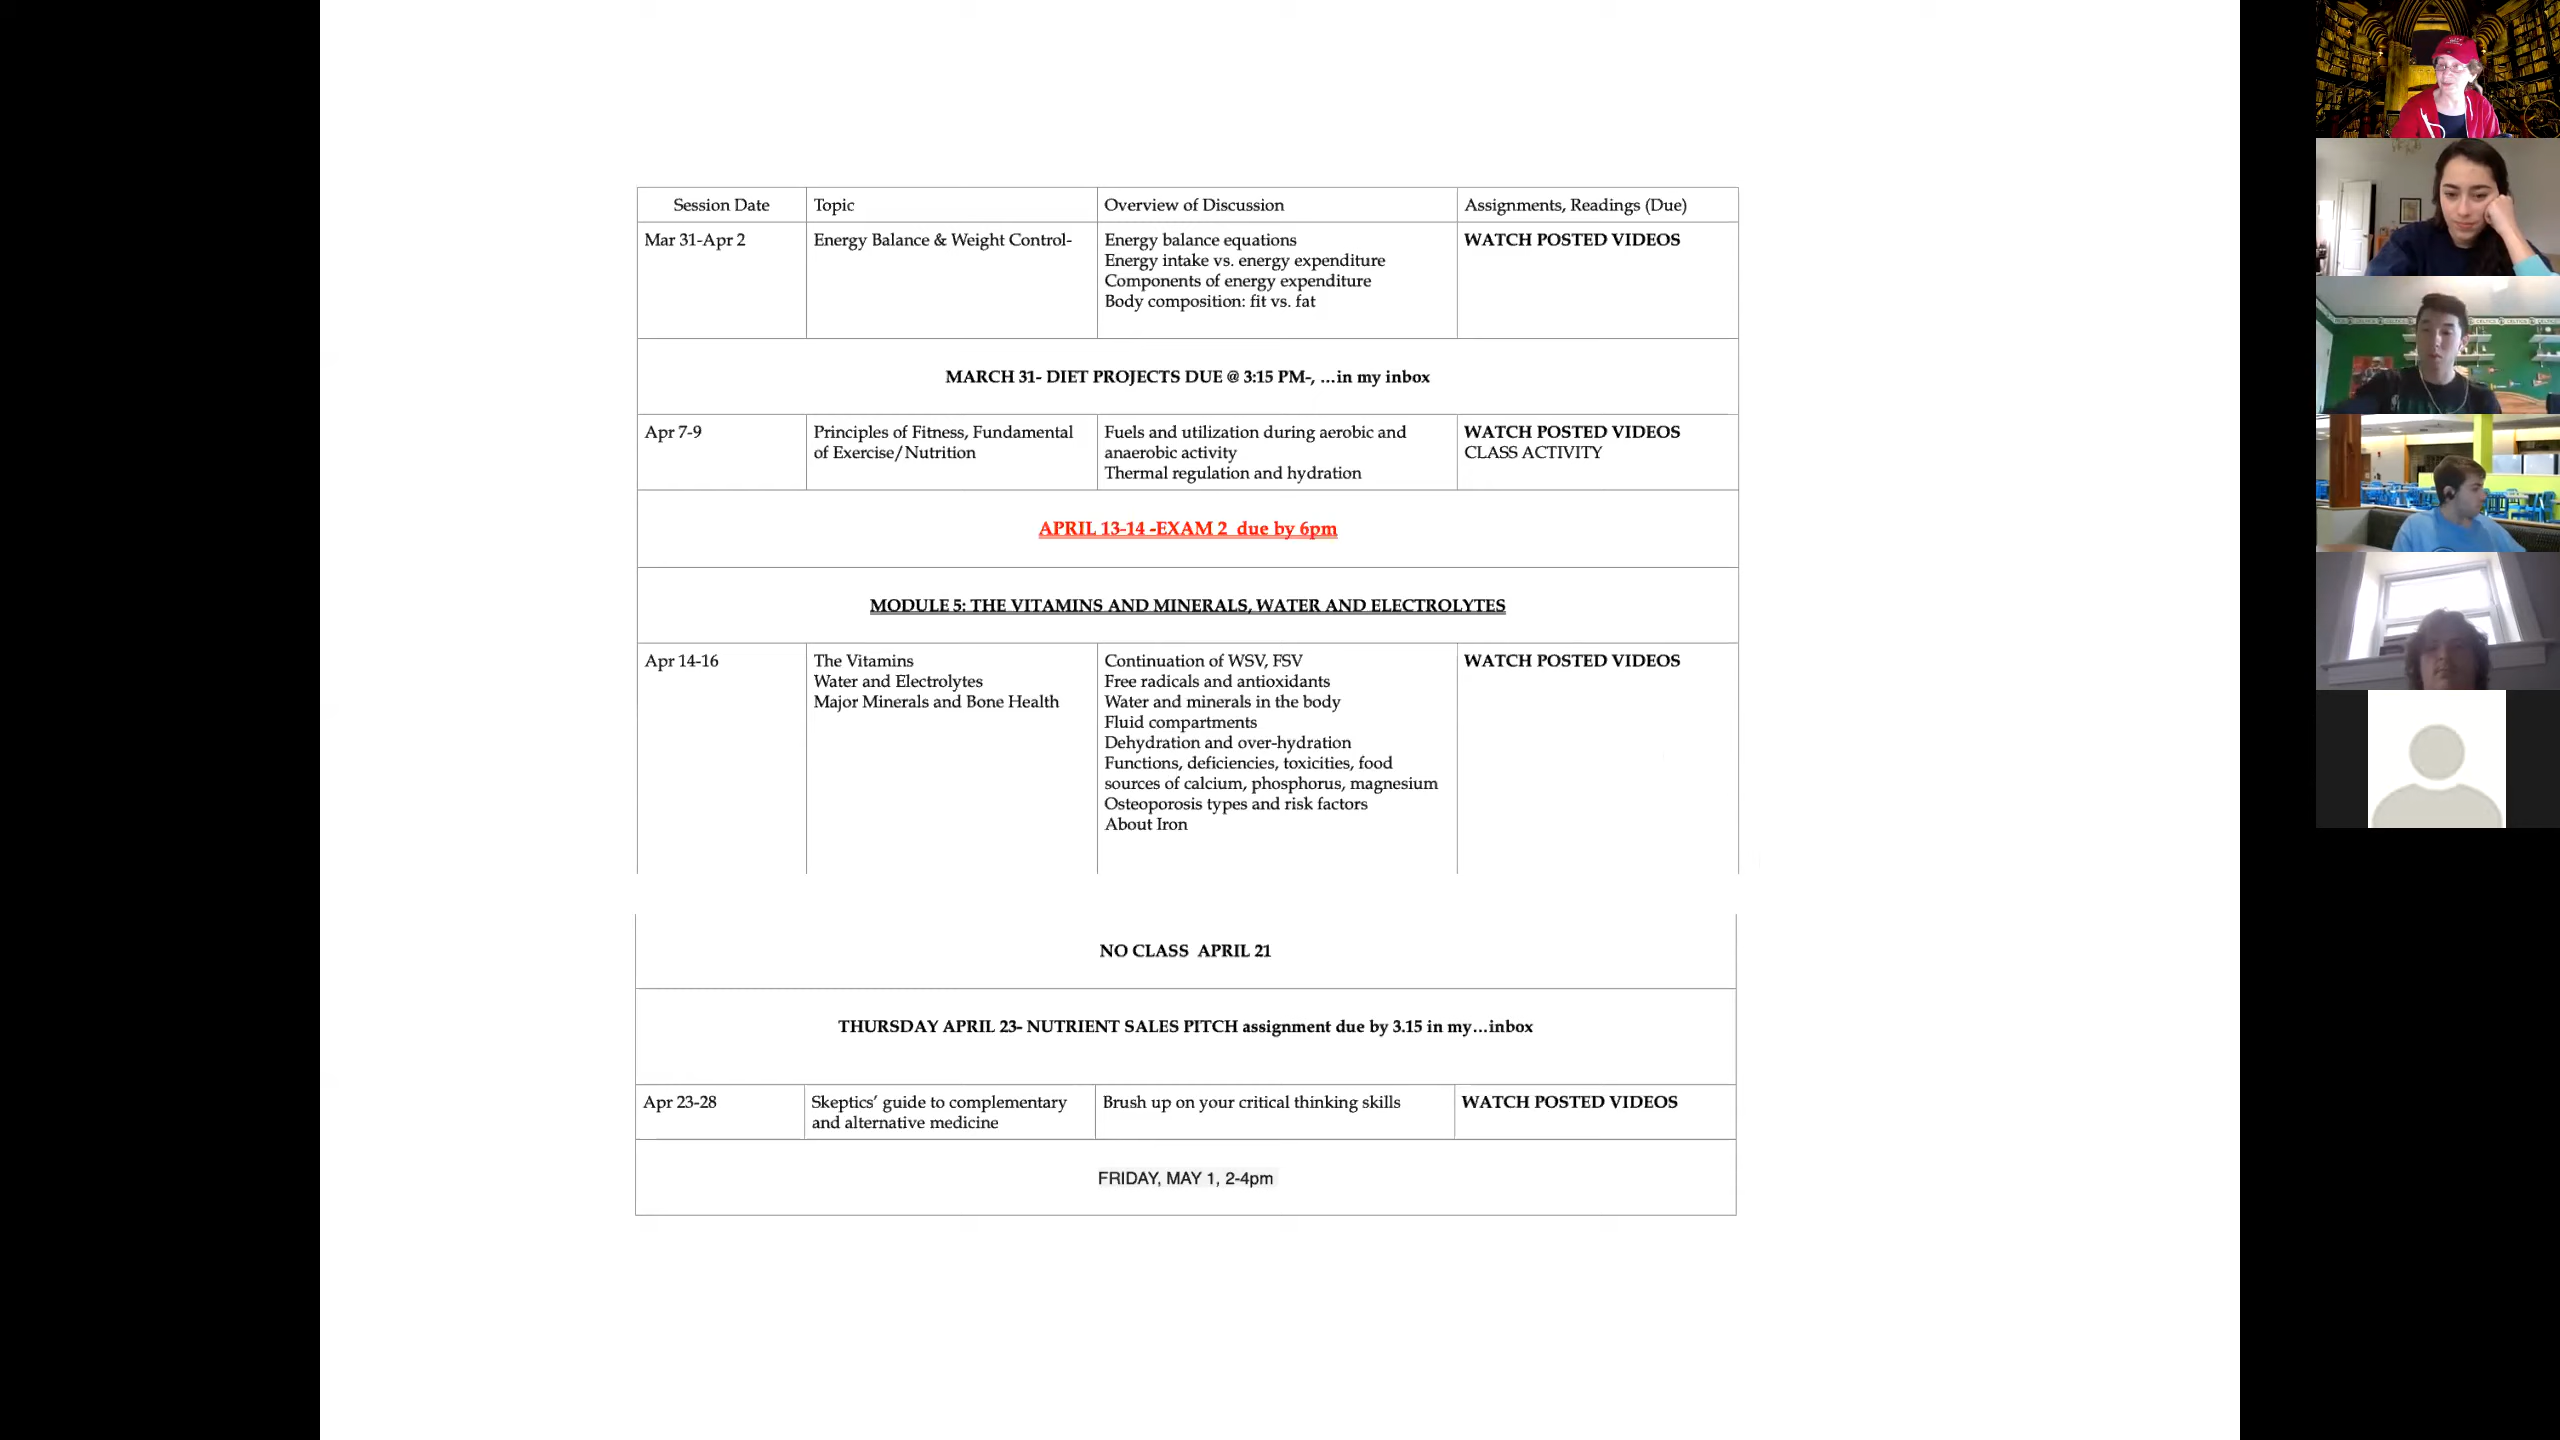 Session Date
Topic
Overview of Discussion
Assignments, Readings (Due)
Mar 31-Apr 2
Energy Balance & Weight Control-
Energy balance equations
Energy intake vs. energy expenditure
Components of energy expenditure
Body composition: fit vs. fat
WATCH POSTED VIDEOS
MARCH 31- DIET PROJECTS DUE @ 3:15 PM-, …in my inbox
Apr 7-9
Principles of Fitness, Fundamental
of Exercise/Nutrition
Fuels and utilization during aerobic and
anaerobic activity
Thermal regulation and hydration
WATCH POSTED VIDEOS
CLASS ACTIVITY
APRIL 13-14 -EXAM 2  due by 6pm
MODULE 5: THE VITAMINS AND MINERALS, WATER AND ELECTROLYTES
Apr 14-16
The Vitamins
Water and Electrolytes
Major Minerals and Bone Health
Continuation of WSV, FSV
Free radicals and antioxidants
Water and minerals in the body
Fluid compartments
Dehydration and over-hydration
Functions, deficiencies, toxicities, food
sources of calcium, phosphorus, magnesium
Osteoporosis types and risk factors
About Iron
WATCH POSTED VIDEOS
NO CLASS  APRIL 21
THURSDAY APRIL 23- NUTRIENT SALES PITCH assignment due by 3.15 in my…inbox
Apr 23-28
Skeptics’ guide to complementary
and alternative medicine
Brush up on your critical thinking skills
WATCH POSTED VIDEOS
FRIDAY, MAY 1, 2-4pm